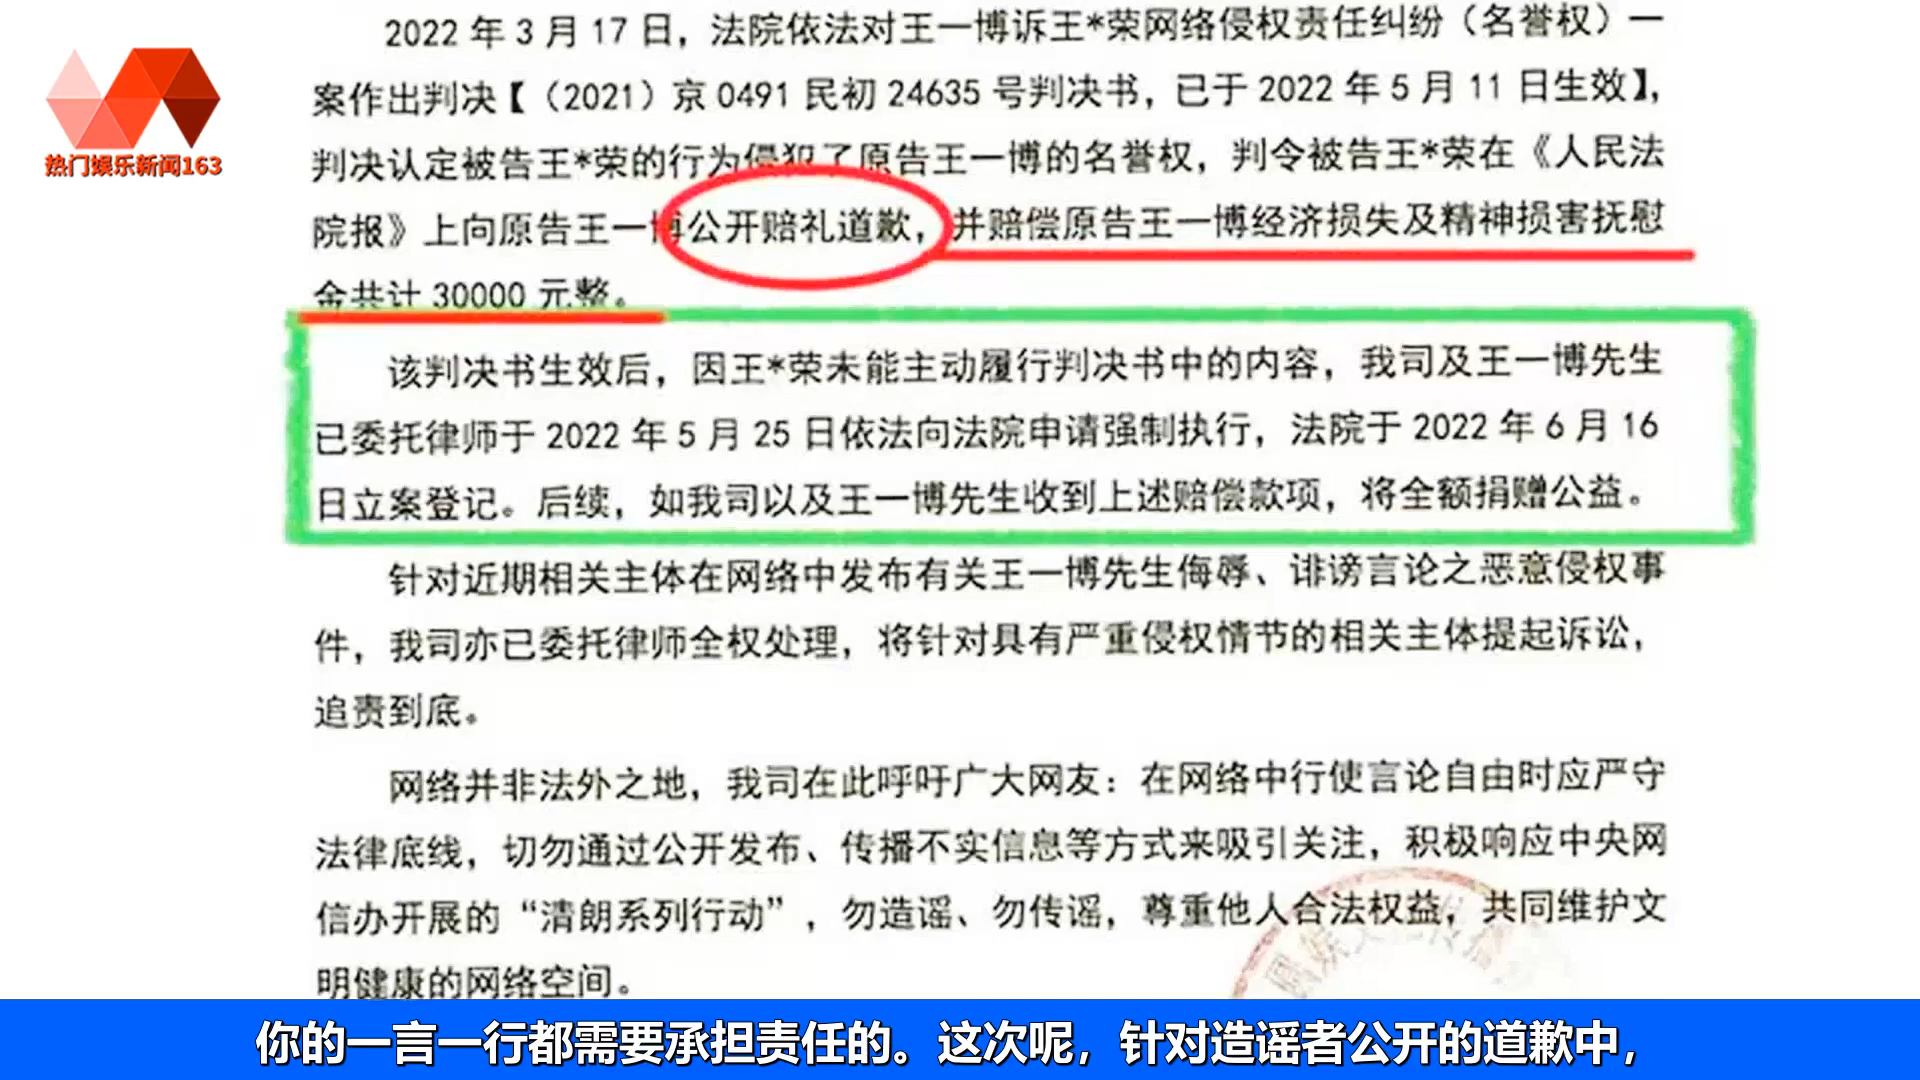 2022 年 3 月 17 日，法院依法对王一博诉王*荣网络侵权责任纠纷（名誉权）一
案作出判决【（2021）京 0491 民初 24635 号判决书，已于 2022 年 5 月 11 日生效】，
判决认定被告王*荣的行为侵犯了原告王一博的名誉权，判令被告王*荣在《人民法
院报》上向原告王一博公开赔礼道歉，并赔偿原告王一博经济损失及精神损害抚慰
金共计 30000 元整。
该判决书生效后，因王*荣未能主动履行判决书中的内容，我司及王一博先生
已委托律师于 2022 年 5 月 25 日依法向法院申请强制执行，法院于 2022 年 6 月 16
日立案登记。后续，如我司以及王一博先生收到上述赔偿款项，将全额捐赠公益。
针对近期相关主体在网络中发布有关王一博先生侮辱、诽谤言论之恶意侵权事
件，我司亦已委托律师全权处理，将针对具有严重侵权情节的相关主体提起诉讼，
追责到底。
网络并非法外之地，我司在此呼吁广大网友：在网络中行使言论自由时应严守
法律底线，切勿通过公开发布、传播不实信息等方式来吸引关注，积极响应中央网
信办开展的“清朗系列行动”，勿造谣、勿传谣，尊重他人合法权益，共同维护文
明健康的网络空间。
热门娱乐新闻163
你的一言一行都需要承担责任的。这次呢，针对造谣者公开的道歉中，